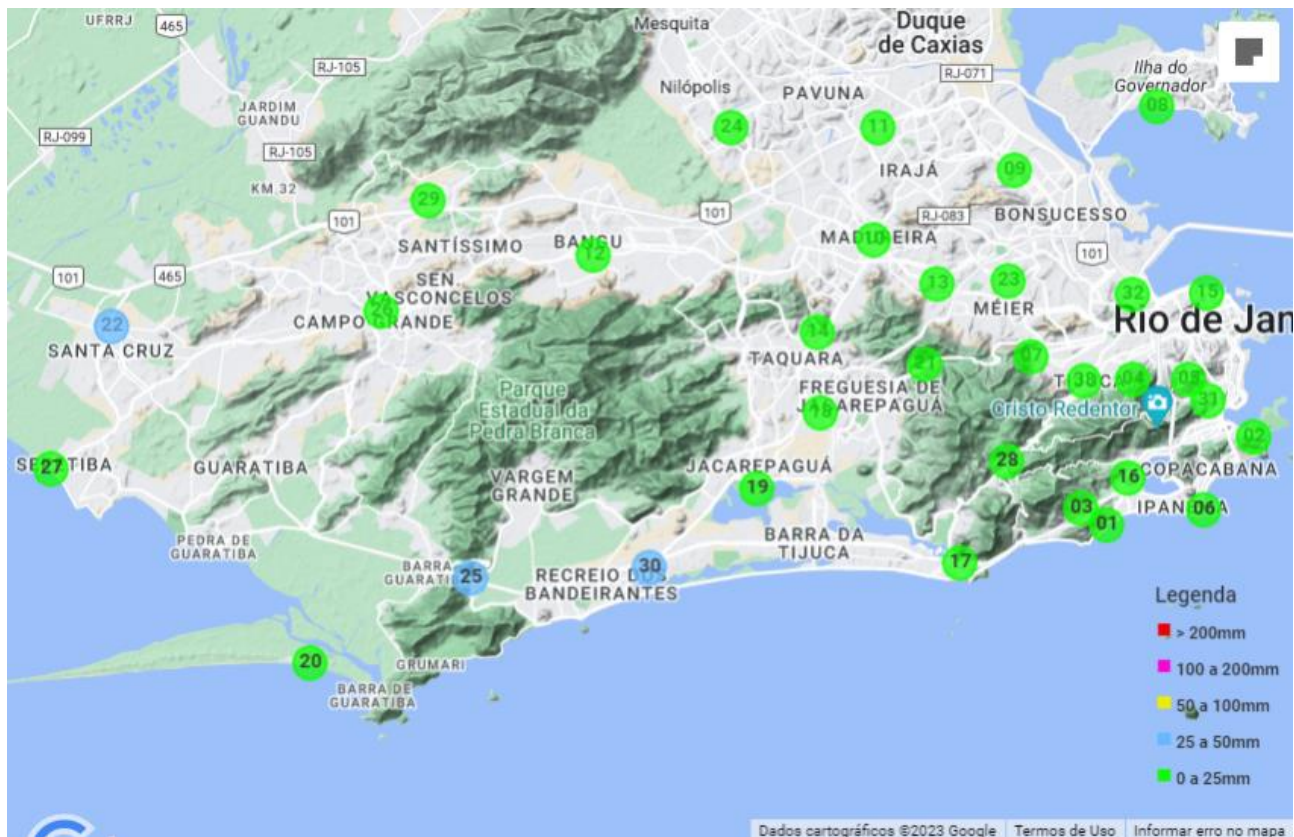 UFRRJ
465
Mesquita
Duque
de Caxias
RJ-105
RJ-071
Ilha do
Governador
Nilópolis
PAVUNA
JARDIM
GUANDU
08
24
11
RJ-099
RJ-105
IRAJÁ
09
KM 32
29
101
101
RJ-083
BONSUCESSO
SANTÍSSIMO
BANGU
12
MADUREIRA
10
101
101
465
SEN.
VASCONCELOS
13
23
MÉIER
32
15
26
CAMPO GRANDE
22
SANTA CRUZ
14
Rio de Jan
TAQUARA
21
07
Parque
Estadual da
Pedra Branca
FREGUESIA DE
JACAREPAGUÁ
18
TIJUCA
04
05
31
Cristo Redentor
02
SEPETIBA
27
GUARATIBA
VARGEM
GRANDE
JACAREPAGUÁ
28
COPACABANA
16
19
03
01
IPANEMA
06
PEDRA DE
GUARATIBA
BARRA DA
TIJUCA
17
BARRA
GUARATI
25
RECREIO DOS
BANDEIRANTES
30
20
GRUMARI
BARRA DE
GUARATIBA
Legenda
> 200mm
100 a 200mm
50 a 100mm
25 a 50mm
0 a 25mm
Dados cartográficos ©2023 Google
Termos de Uso
Informar erro no mapa